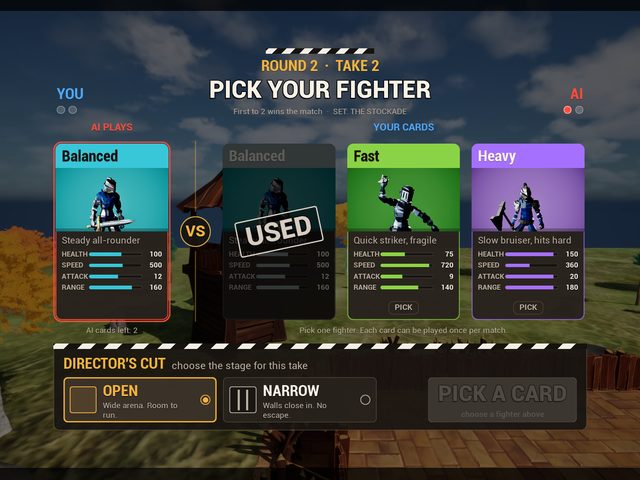 ROUND 2 · TAKE 2
PICK YOUR FIGHTER
First to 2 wins the match · SET: THE STOCKADE
YOU
AI
AI PLAYS
YOUR CARDS
Balanced
Steady all-rounder
HEALTH 100
SPEED 500
ATTACK 12
RANGE 160
AI cards left: 2
VS
Balanced
USED
HEALTH 100
SPEED 500
ATTACK 12
RANGE 160
Fast
Quick striker, fragile
HEALTH 75
SPEED 720
ATTACK 9
RANGE 140
PICK
Heavy
Slow bruiser, hits hard
HEALTH 150
SPEED 360
ATTACK 20
RANGE 180
PICK
Pick one fighter. Each card can be played once per match.
DIRECTOR'S CUT choose the stage for this take
OPEN
Wide arena. Room to
run.
NARROW
Walls close in. No
escape.
PICK A CARD
choose a fighter above